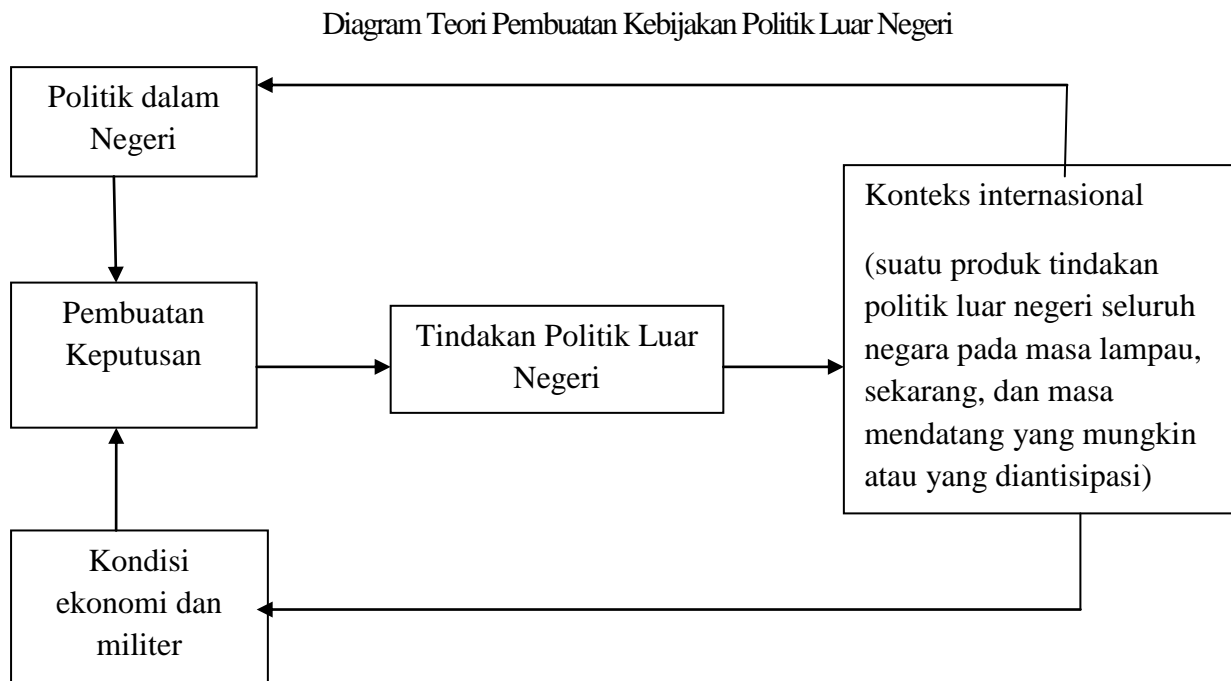 Diagram Teori Pembuatan Kebijakan Politik Luar Negeri
Politik dalam
Negeri
Konteks internasional
(suatu produk tindakan
politik luar negeri seluruh
negara pada masa lampau,
sekarang, dan masa
mendatang yang mungkin
atau yang diantisipasi)
Pembuatan
Keputusan
Tindakan Politik Luar
Negeri
Kondisi
ekonomi dan
militer